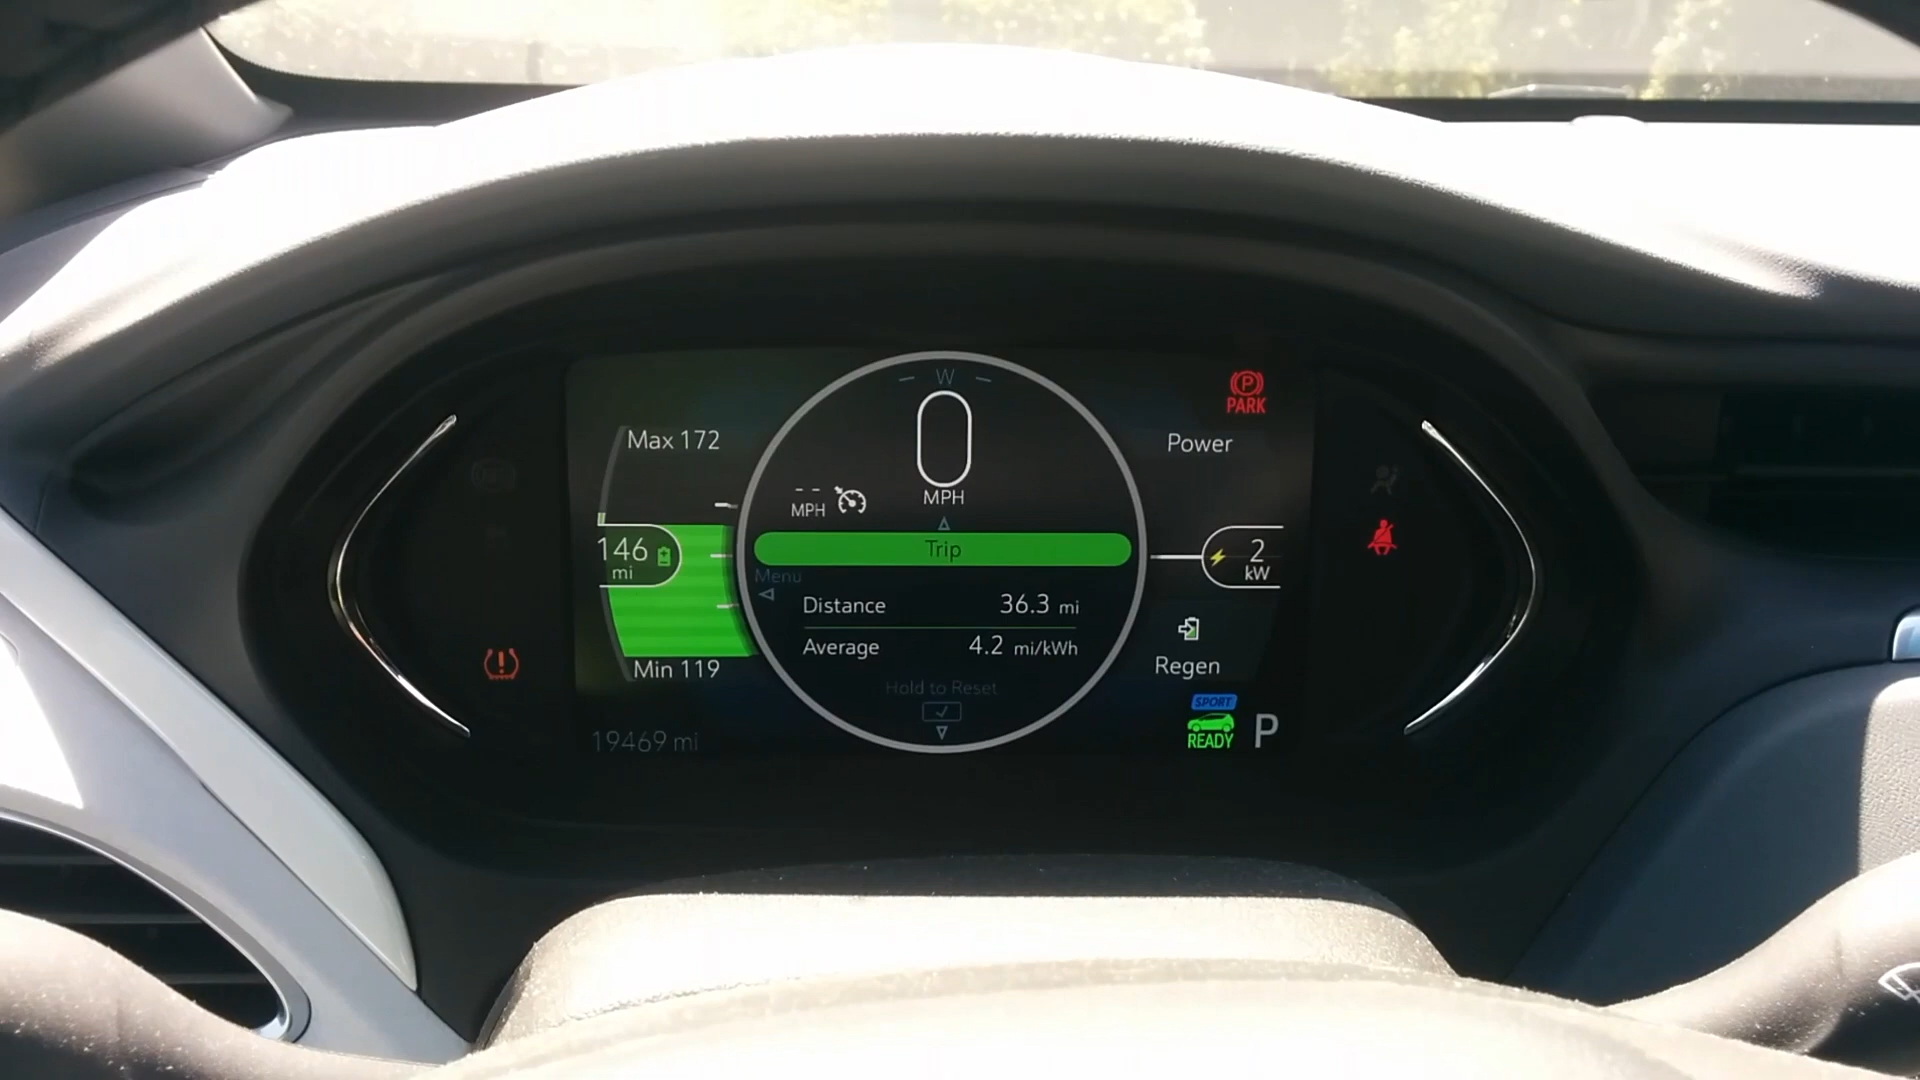 W
0
MPH
Max 172
P
PARK
Power
-- MPH
Trip
146
mi
2
kW
Menu
Distance 36.3 mi
Average 4.2 mi/kWh
Min 119
Regen
Hold to Reset
SPORT
READY
P
19469 mi